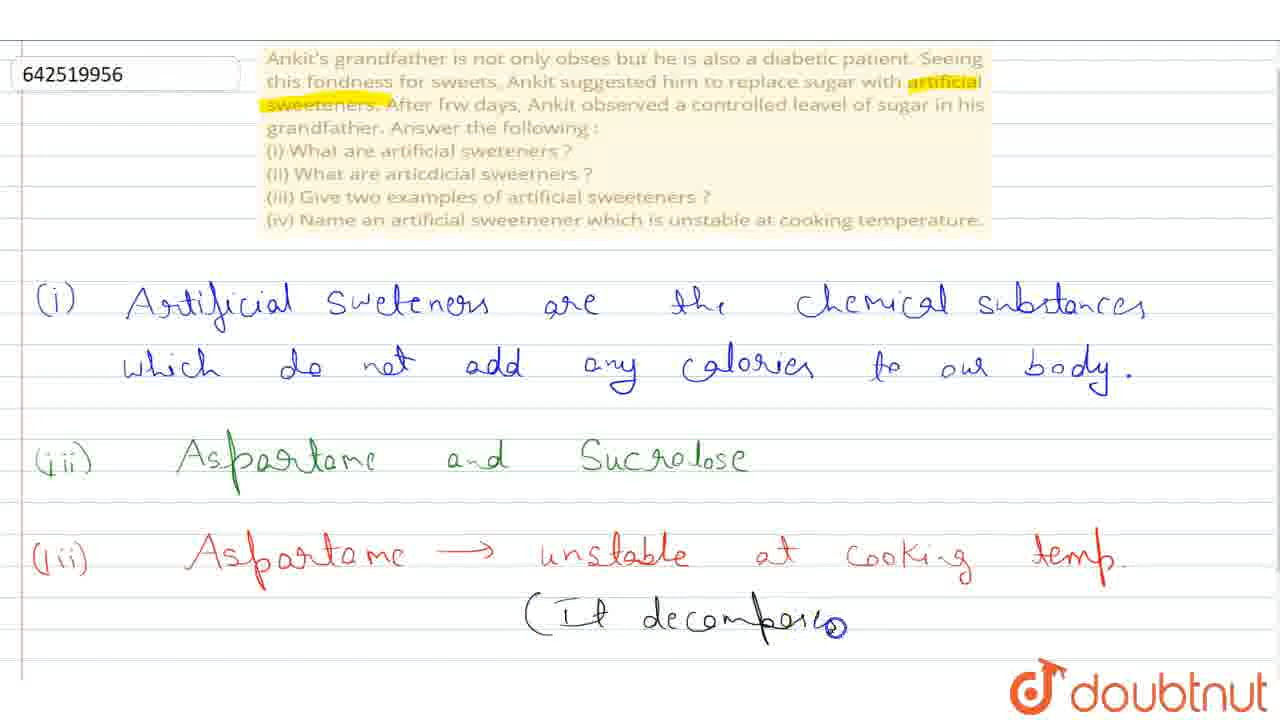 642519956
Ankit's grandfather is not only obses but he is also a diabetic patient. Seeing
this fondness for sweets, Ankit suggested him to replace sugar with artificial
sweeteners. After frw days, Ankit observed a controlled leavel of sugar in his
grandfather. Answer the following :
(i) What are artificial sweteners ?
(ii) What are articdicial sweetners ?
(iii) Give two examples of artificial sweeteners ?
(iv) Name an artificial sweetnener which is unstable at cooking temperature.
(i) Artificial sweteners are the chemical substances
which do not add any calories to our body.
(iii) Aspartame and Sucralose
(iii) Aspartame → unstable at cooking temp.
(It decomposes
doubtnut